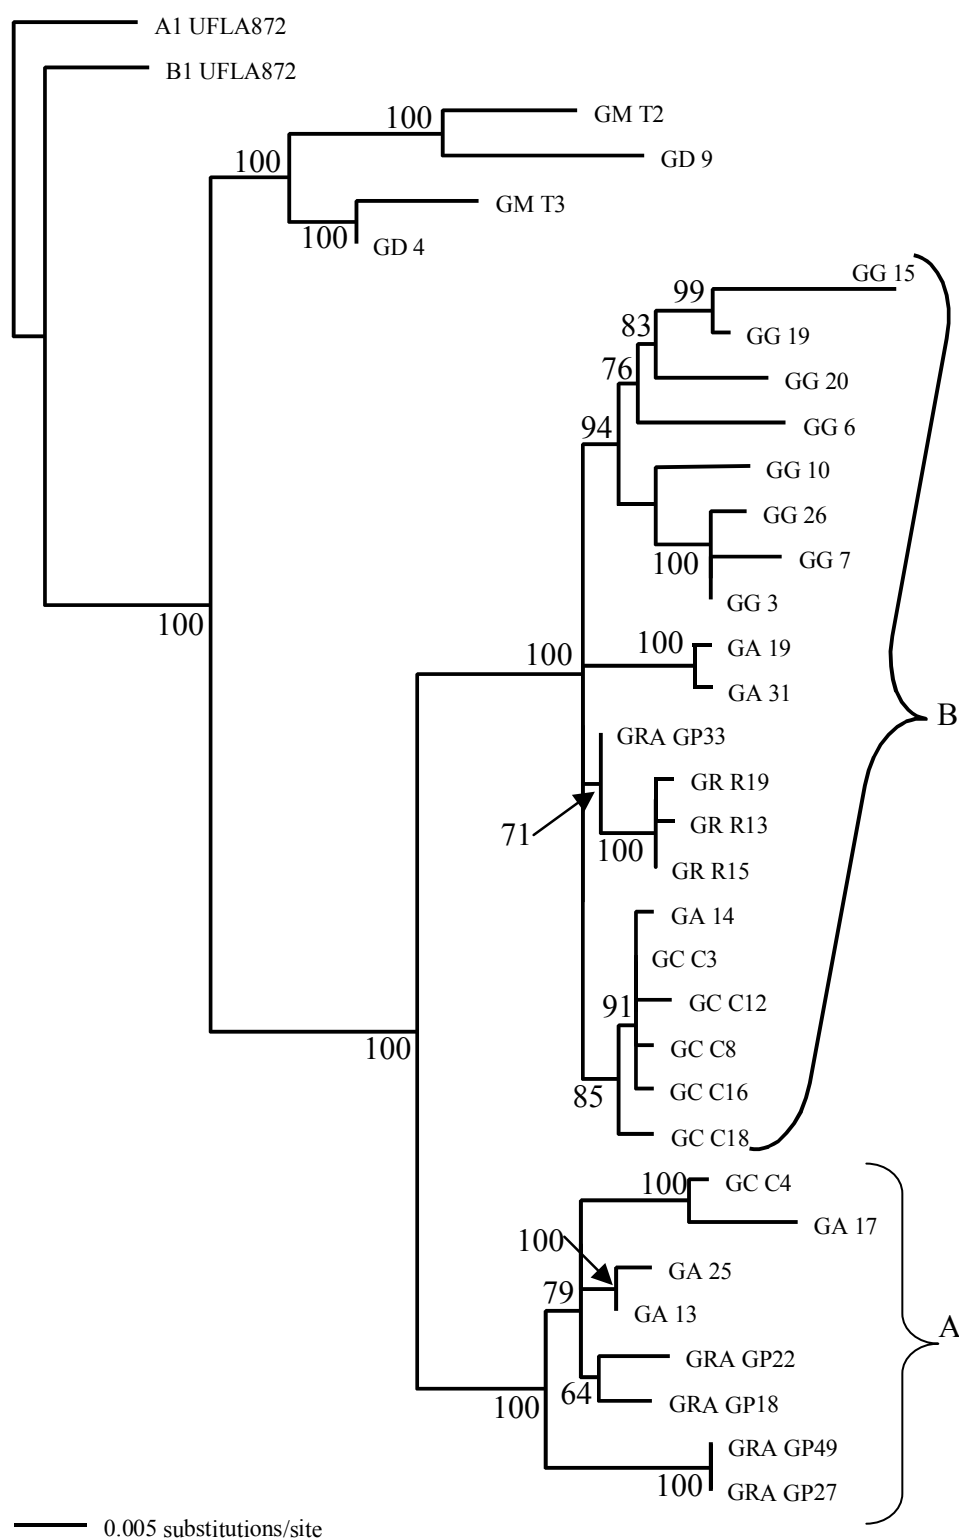 A1 UFLA872
B1 UFLA872
100
GM T2
100
GD 9
GM T3
100
GD 4
GG 15
99
83
GG 19
76
GG 20
94
GG 6
GG 10
GG 26
100
GG 7
GG 3
100
100
GA 19
100
GA 31
B
GRA GP33
GR R19
71
GR R13
100
GR R15
GA 14
GC C3
91
GC C12
100
GC C8
85
GC C16
GC C18
100
GC C4
GA 17
100
GA 25
79
GA 13
A
GRA GP22
64
100
GRA GP18
GRA GP49
100
GRA GP27
0.005 substitutions/site